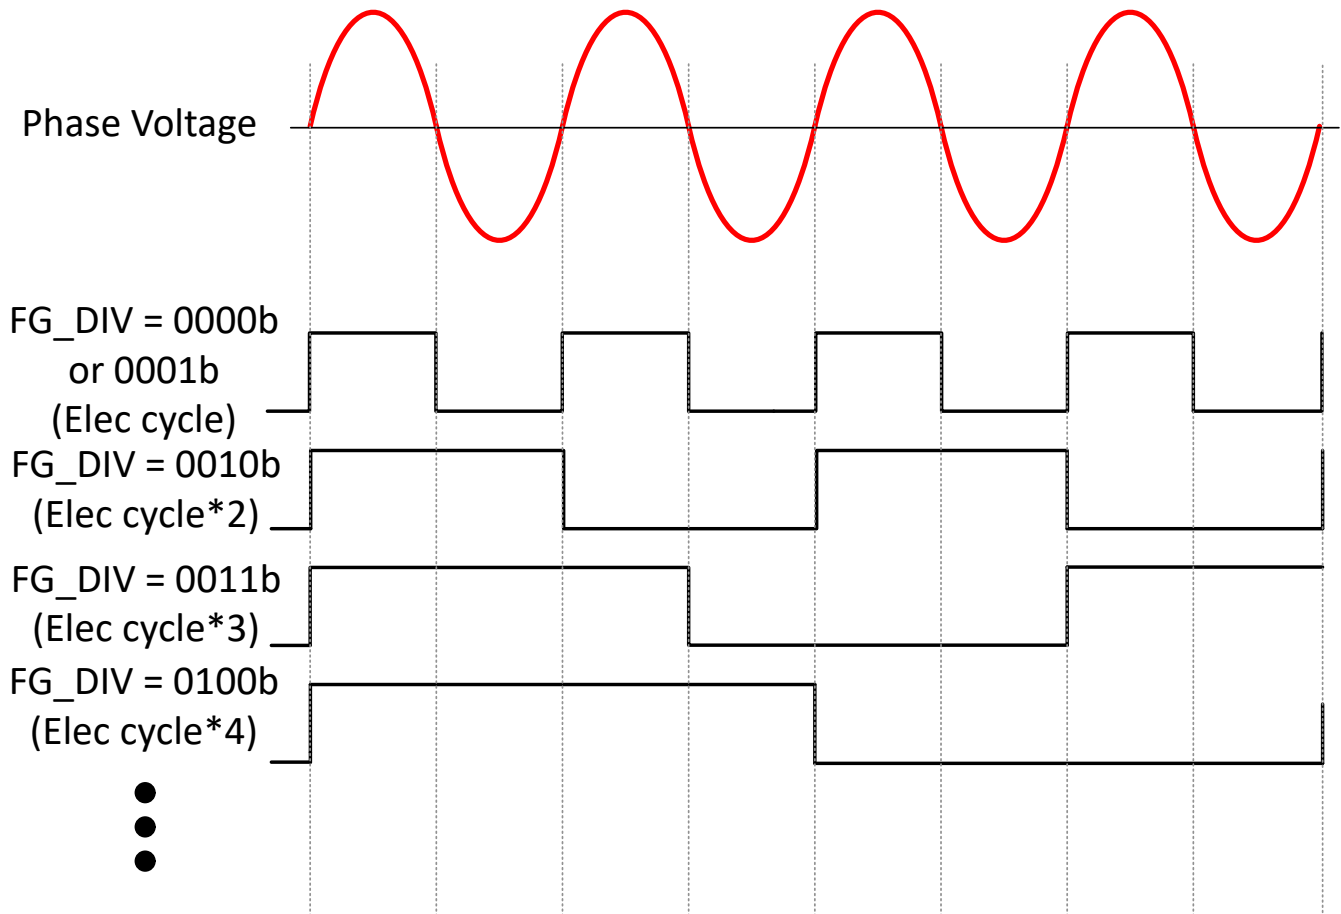 Phase Voltage
FG_DIV = 0000b
or 0001b
(Elec cycle)
FG_DIV = 0010b
(Elec cycle*2)
FG_DIV = 0011b
(Elec cycle*3)
FG_DIV = 0100b
(Elec cycle*4)